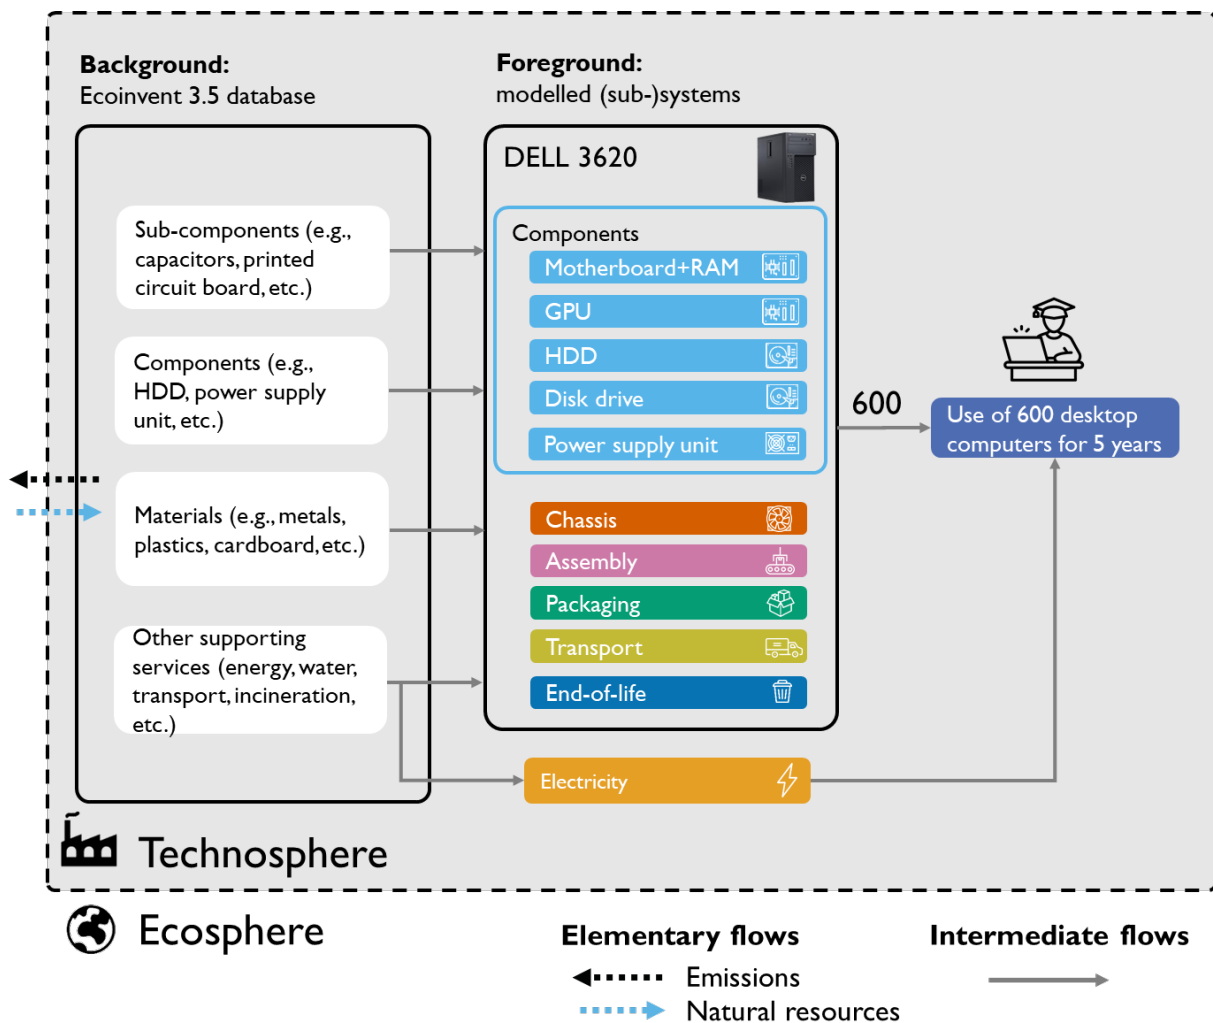 Background:
Ecoinvent 3.5 database
Foreground:
modelled (sub-)systems
Sub-components (e.g.,
capacitors, printed
circuit board, etc.)
Components (e.g.,
HDD, power supply
unit, etc.)
Materials (e.g., metals,
plastics, cardboard, etc.)
Other supporting
services (energy, water,
transport, incineration,
etc.)
DELL 3620
Components
Motherboard+RAM
GPU
HDD
Disk drive
Power supply unit
Chassis
Assembly
Packaging
Transport
End-of-life
Electricity
600
Use of 600 desktop
computers for 5 years
Technosphere
Ecosphere
Elementary flows
Emissions
Natural resources
Intermediate flows